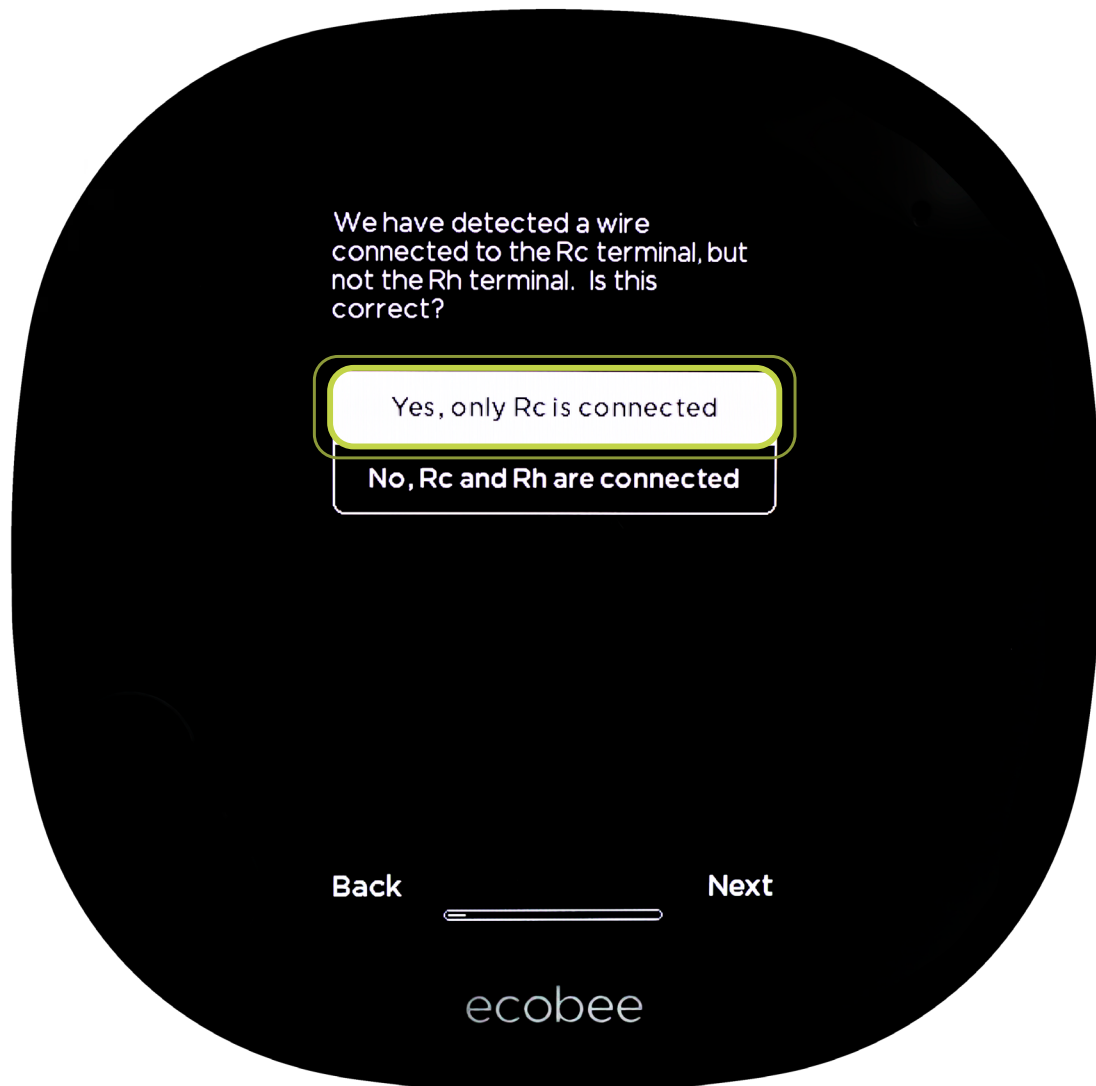 We have detected a wire
connected to the Rc terminal, but
not the Rh terminal. Is this
correct?
Yes, only Rc is connected
No, Rc and Rh are connected
Back
Next
ecobee